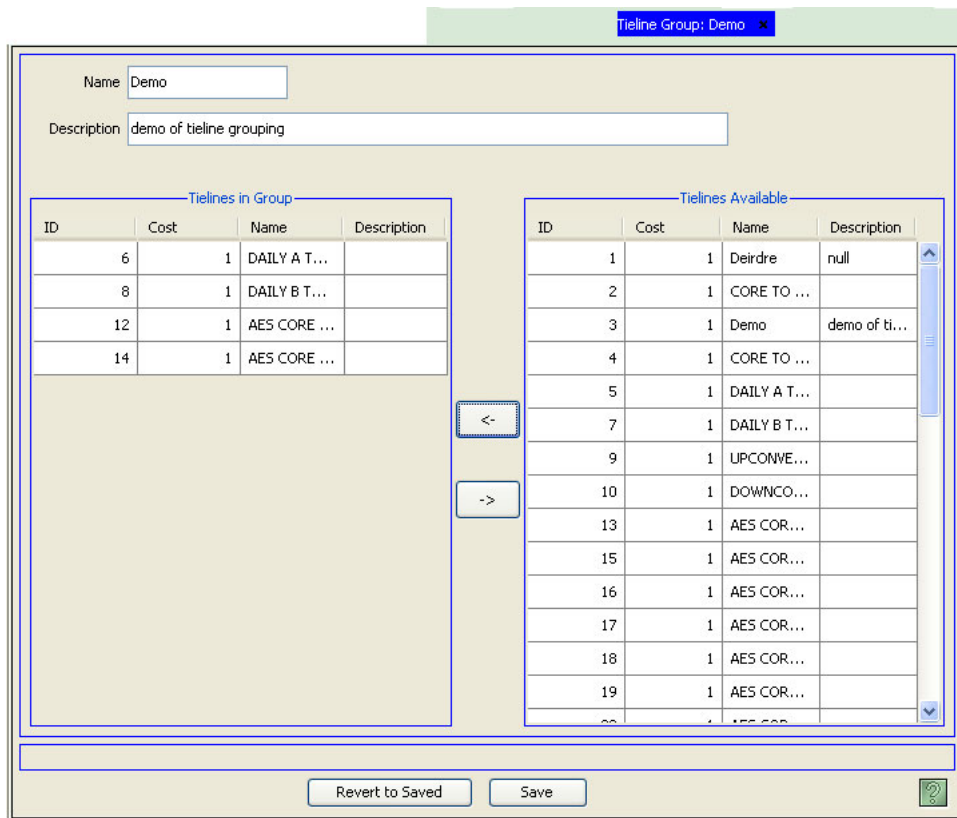 Tieline Group: Demo ×
Name Demo
Description demo of tieline grouping
Tielines in Group
ID Cost Name Description
6 1 DAILY A T...
8 1 DAILY B T...
12 1 AES CORE ...
14 1 AES CORE ...
<-
->
Tielines Available
ID Cost Name Description
1 1 Deirdre null
2 1 CORE TO ...
3 1 Demo demo of ti...
4 1 CORE TO ...
5 1 DAILY A T...
7 1 DAILY B T...
9 1 UPCONVE...
10 1 DOWNCO...
13 1 AES COR...
15 1 AES COR...
16 1 AES COR...
17 1 AES COR...
18 1 AES COR...
19 1 AES COR...
Revert to Saved Save ?